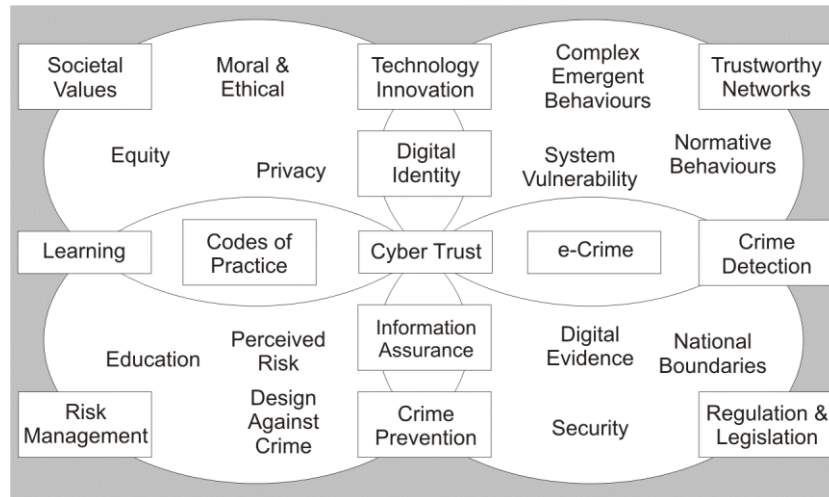 Societal
Values
Moral &
Ethical
Technology
Innovation
Complex
Emergent
Behaviours
Trustworthy
Networks
Equity
Privacy
Digital
Identity
System
Vulnerability
Normative
Behaviours
Learning
Codes of
Practice
Cyber Trust
e-Crime
Crime
Detection
Education
Perceived
Risk
Information
Assurance
Digital
Evidence
National
Boundaries
Risk
Management
Design
Against
Crime
Crime
Prevention
Security
Regulation &
Legislation